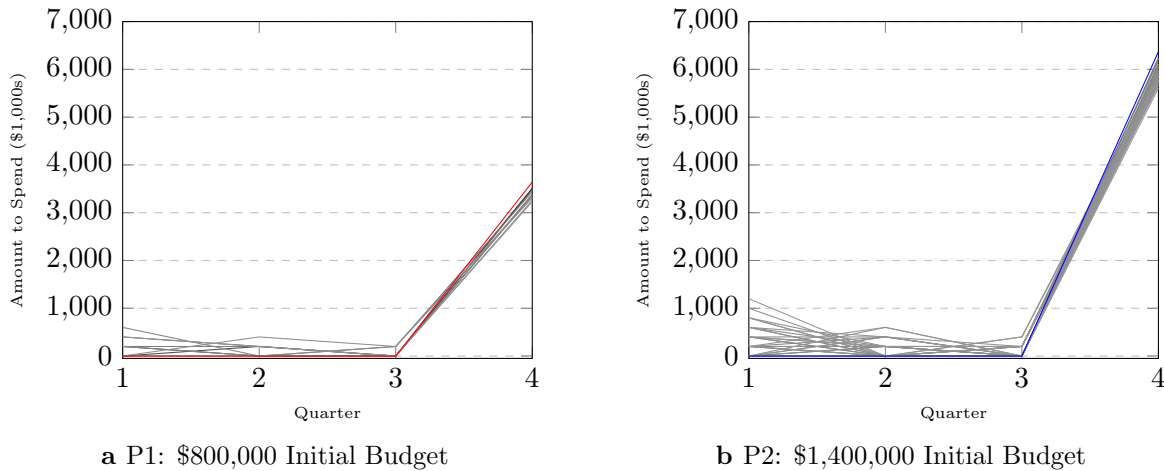 7,000
6,000
5,000
4,000
3,000
2,000
1,000
0
1 2 3 4
Amount to Spend ($1,000s)
Quarter
a P1: $800,000 Initial Budget
7,000
6,000
5,000
4,000
3,000
2,000
1,000
0
1 2 3 4
Amount to Spend ($1,000s)
Quarter
b P2: $1,400,000 Initial Budget